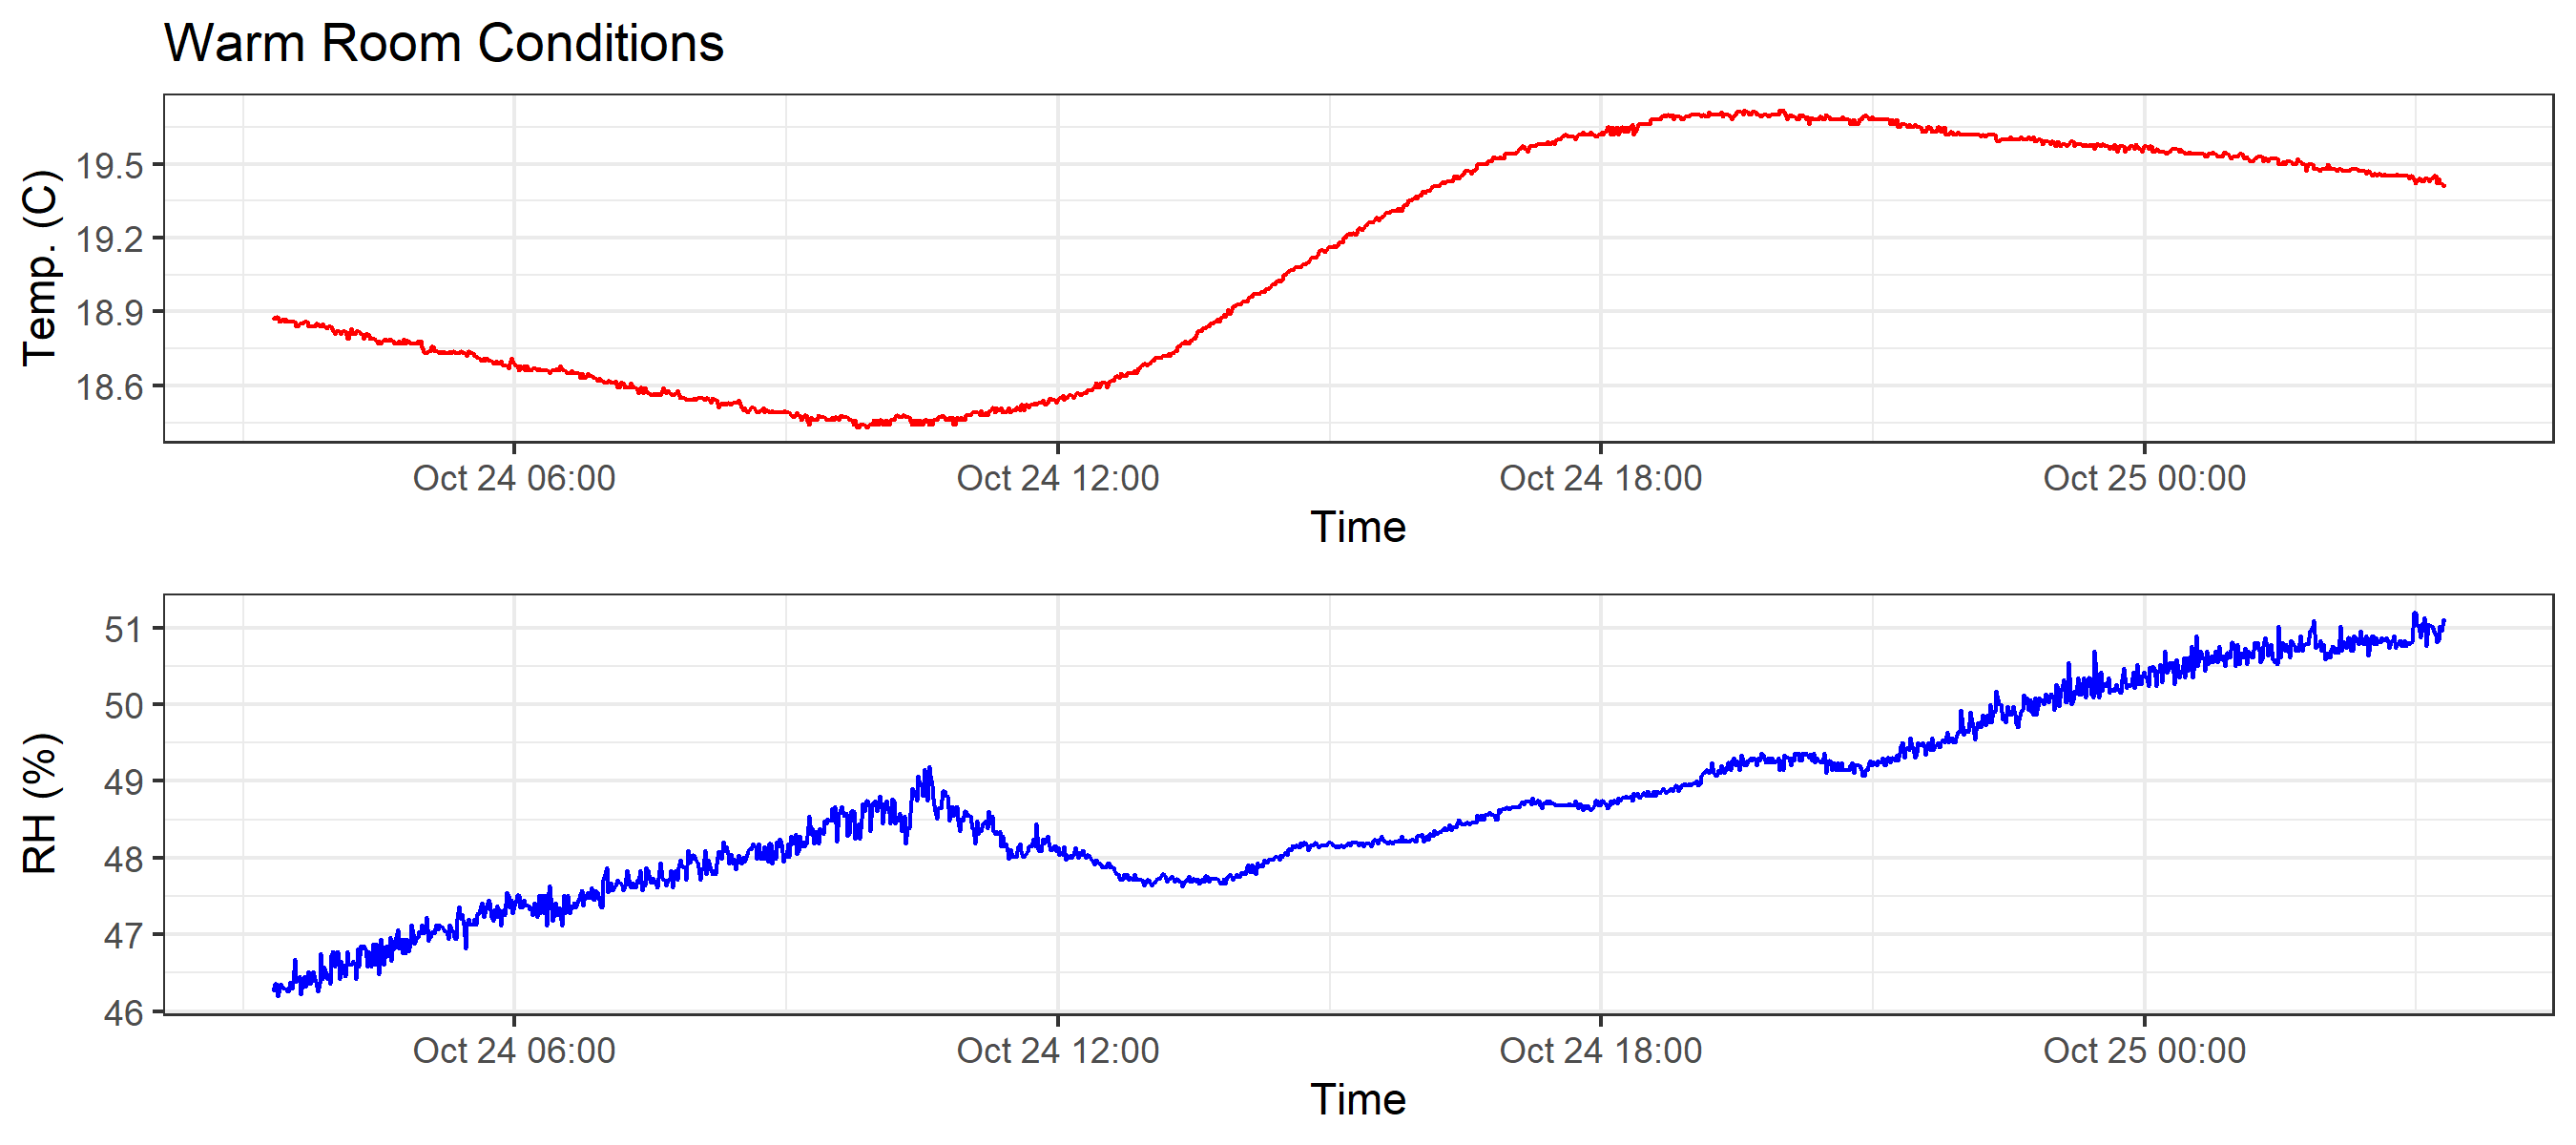 Warm Room Conditions
Temp. (C)
19.5
19.2
18.9
18.6
Oct 24 06:00 Oct 24 12:00 Oct 24 18:00 Oct 25 00:00
Time
RH (%)
51
50
49
48
47
46
Oct 24 06:00 Oct 24 12:00 Oct 24 18:00 Oct 25 00:00
Time